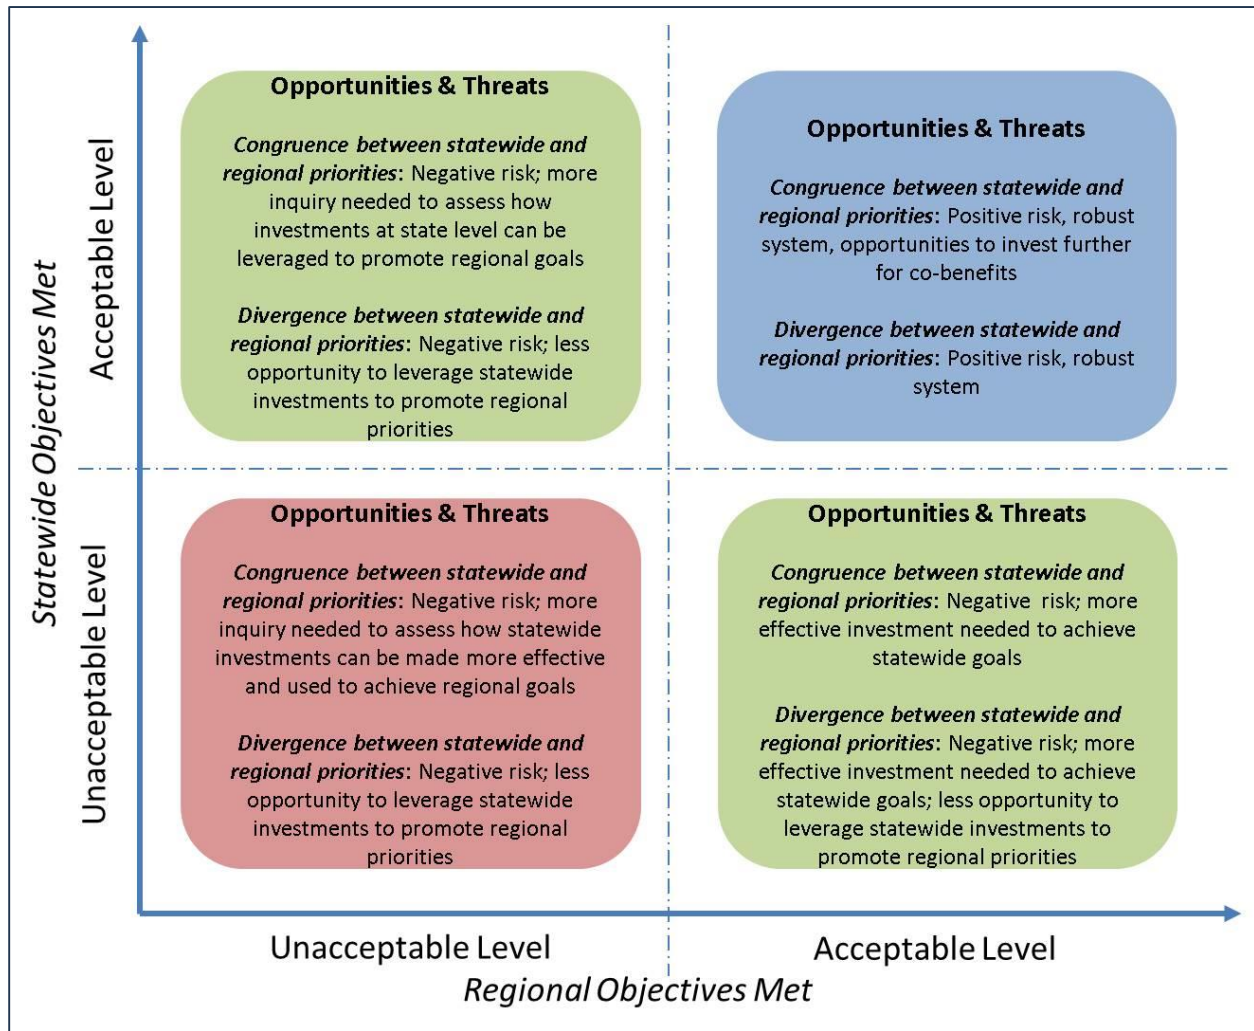 Statewide Objectives Met
Acceptable Level
Unacceptable Level
Opportunities & Threats
Congruence between statewide and
regional priorities: Negative risk; more
inquiry needed to assess how
investments at state level can be
leveraged to promote regional goals
Divergence between statewide and
regional priorities: Negative risk; less
opportunity to leverage statewide
investments to promote regional
priorities
Opportunities & Threats
Congruence between statewide and
regional priorities: Positive risk, robust
system, opportunities to invest further
for co-benefits
Divergence between statewide and
regional priorities: Positive risk, robust
system
Opportunities & Threats
Congruence between statewide and
regional priorities: Negative risk; more
inquiry needed to assess how statewide
investments can be made more effective
and used to achieve regional goals
Divergence between statewide and
regional priorities: Negative risk; less
opportunity to leverage statewide
investments to promote regional
priorities
Opportunities & Threats
Congruence between statewide and
regional priorities: Negative risk; more
effective investment needed to achieve
statewide goals
Divergence between statewide and
regional priorities: Negative risk; more
effective investment needed to achieve
statewide goals; less opportunity to
leverage statewide investments to
promote regional priorities
Unacceptable Level
Acceptable Level
Regional Objectives Met